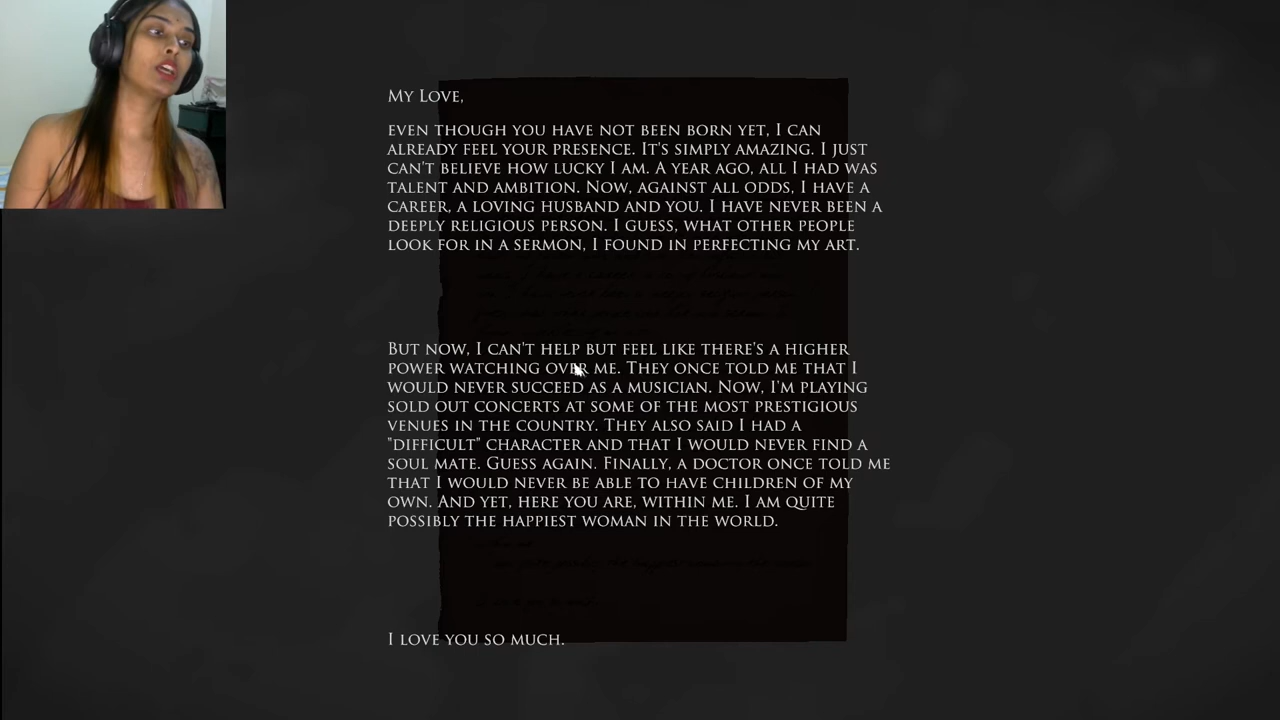 My Love,
even though you have not been born yet, I can
already feel your presence. It's simply amazing. I just
can't believe how lucky I am. A year ago, all I had was
talent and ambition. Now, against all odds, I have a
career, a loving husband and you. I have never been a
deeply religious person. I guess, what other people
look for in a sermon, I found in perfecting my art.
But now, I can't help but feel like there's a higher
power watching over me. They once told me that I
would never succeed as a musician. Now, I'm playing
sold out concerts at some of the most prestigious
venues in the country. They also said I had a
"difficult" character and that I would never find a
soul mate. Guess again. Finally, a doctor once told me
that I would never be able to have children of my
own. And yet, here you are, within me. I am quite
possibly the happiest woman in the world.
I love you so much.